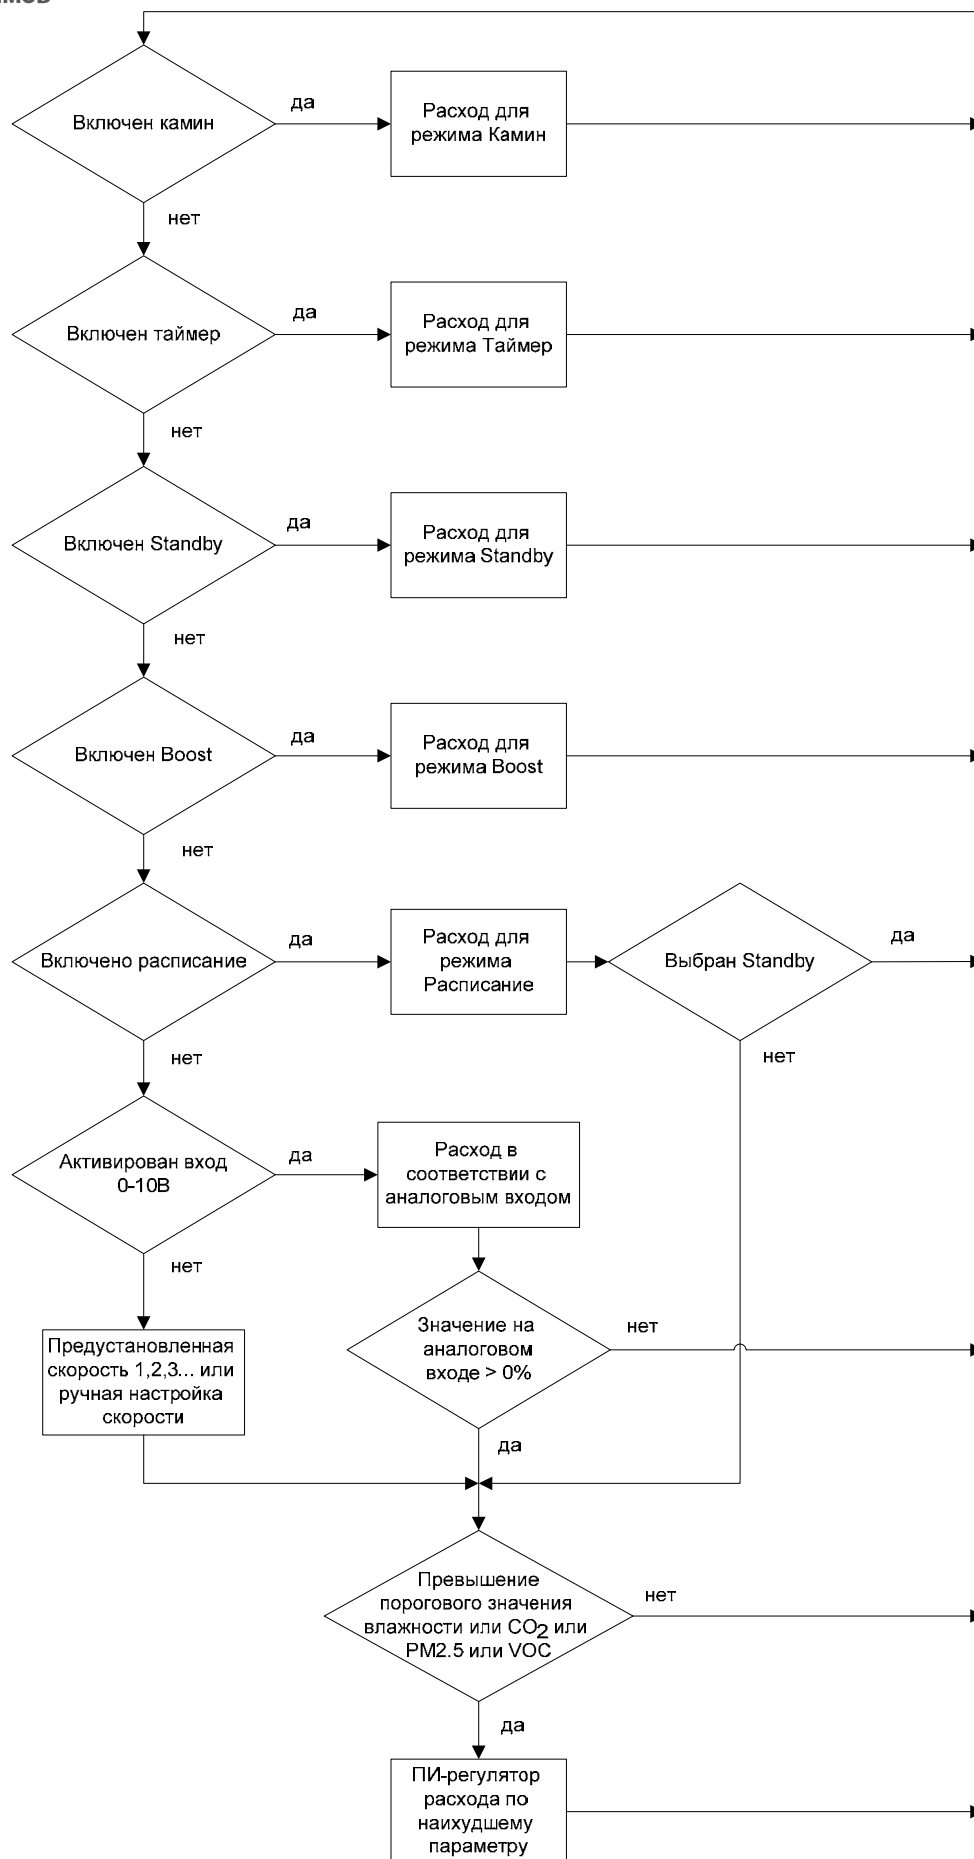 Включен камин
да
Расход для
режима Камин
нет
Включен таймер
да
Расход для
режима Таймер
нет
Включен Standby
да
Расход для
режима Standby
нет
Включен Boost
да
Расход для
режима Boost
нет
Включено расписание
да
Расход для
режима
Расписание
Выбран Standby
да
нет
нет
Активирован вход
0-10В
да
Расход в
соответствии с
аналоговым входом
нет
Значение на
аналоговом
входе > 0%
нет
Предустановленная
скорость 1,2,3... или
ручная настройка
скорости
да
Превышение
порогового значения
влажности или CO2 или
PM2.5 или VOC
нет
да
ПИ-регулятор
расхода по
наихудшему
параметру